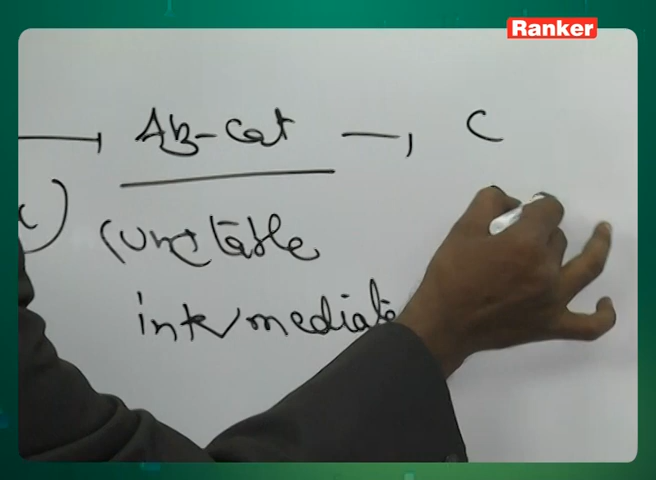 Ranker
→ AB-Cat → C
(Unstable
intermediate